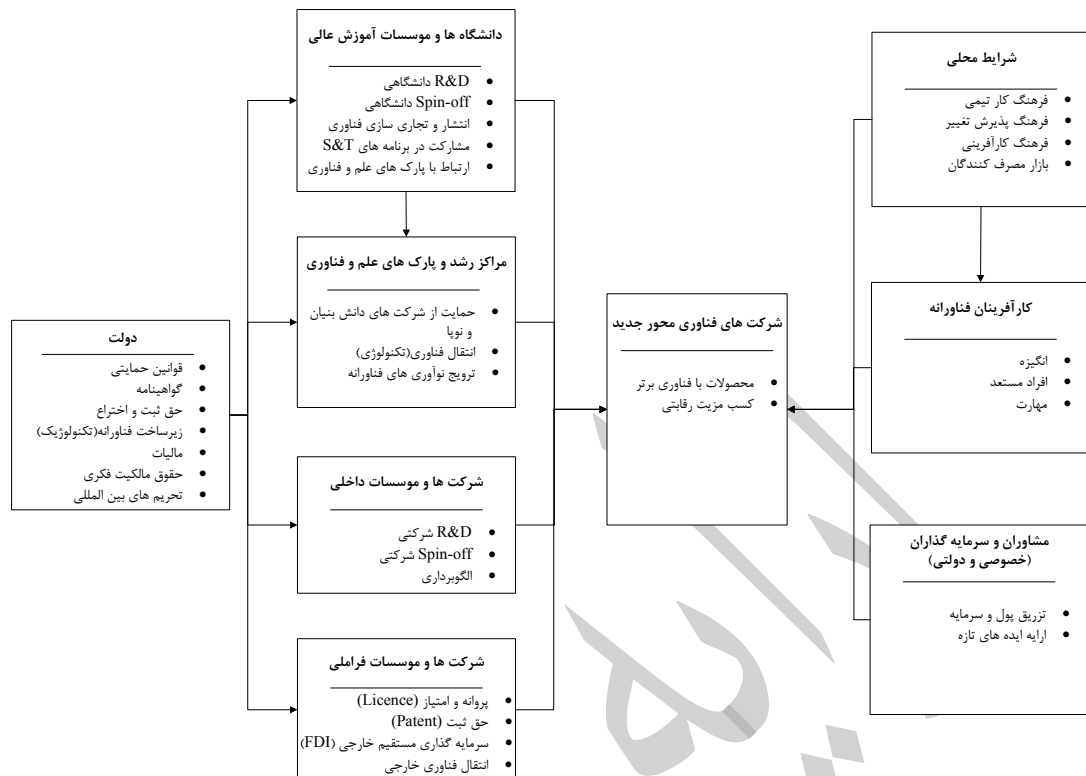 دانشگاه ها و موسسات آموزش عالی
R&D دانشگاهی
Spin-off دانشگاهی
انتشار و تجاری سازی فناوری
مشارکت در برنامه های S&T
ارتباط با پارک های علم و فناوری
شرایط محلی
فرهنگ کار تیمی
فرهنگ پذیرش تغییر
فرهنگ کارآفرینی
بازار مصرف کنندگان
مراکز رشد و پارک های علم و فناوری
حمایت از شرکت های دانش بنیان
و نوپا
انتقال فناوری(تکنولوژی)
ترویج نوآوری های فناورانه
کارآفرینان فناورانه
انگیزه
افراد مستعد
مهارت
شرکت های فناوری محور جدید
محصولات با فناوری برتر
کسب مزیت رقابتی
دولت
قوانین حمایتی
گواهینامه
حق ثبت و اختراع
زیرساخت فناورانه(تکنولوژیک)
مالیات
حقوق مالکیت فکری
تحریم های بین المللی
شرکت ها و موسسات داخلی
R&D شرکتی
Spin-off شرکتی
الگوبرداری
مشاوران و سرمایه گذاران
(خصوصی و دولتی)
تزریق پول و سرمایه
ارایه ایده های تازه
شرکت ها و موسسات فراملی
پروانه و امتیاز (Licence)
حق ثبت (Patent)
سرمایه گذاری مستقیم خارجی (FDI)
انتقال فناوری خارجی